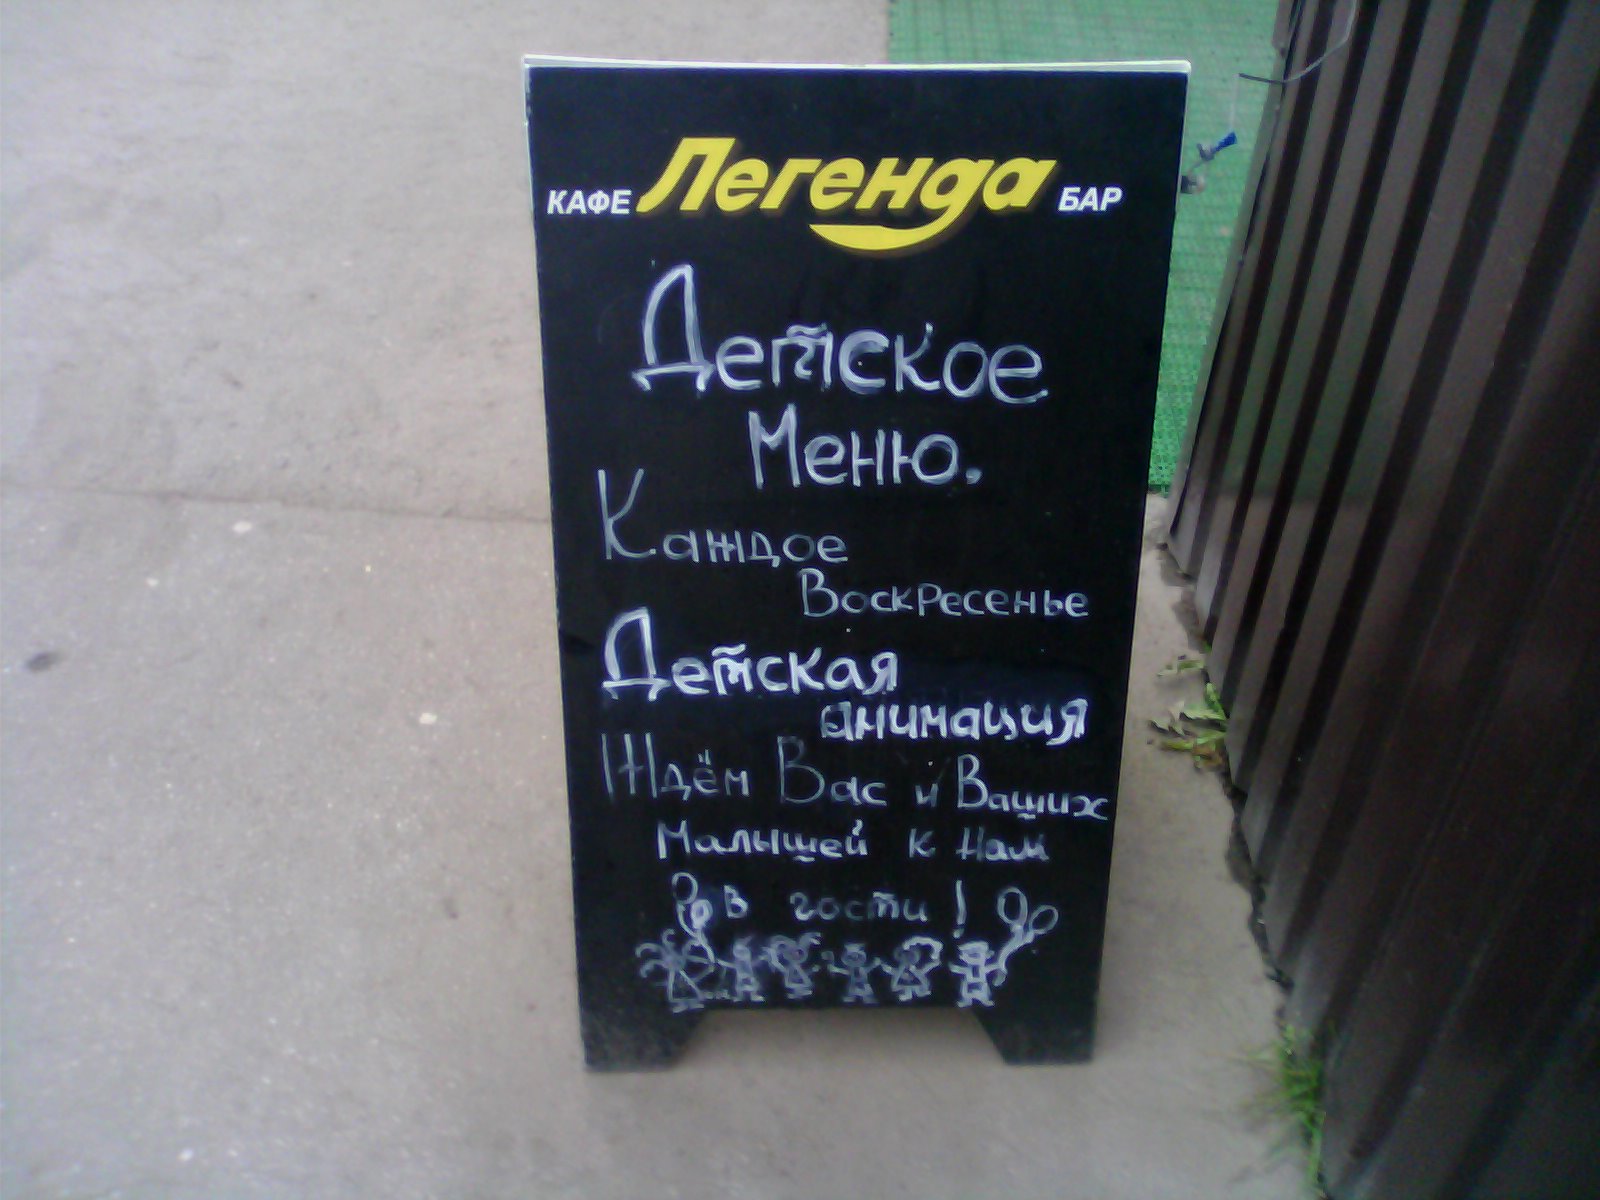 КАФЕ Легенда БАР
Детское
Меню.
Каждое
Воскресенье
Детская
анимация
Ждём Вас и Ваших
Малышей к нам
в гости!